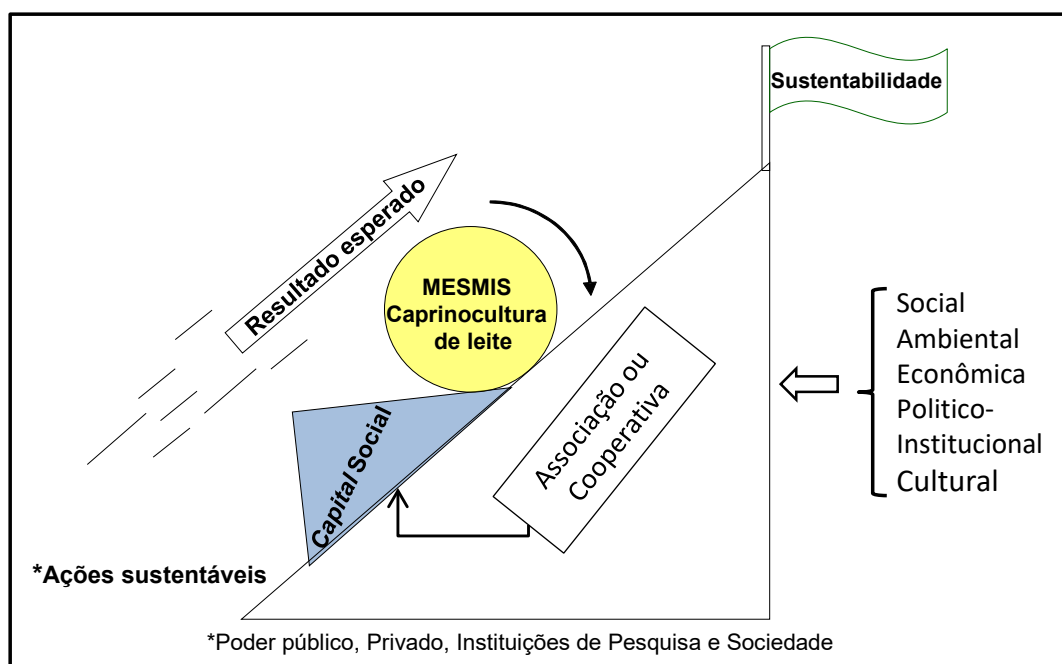 Sustentabilidade
Resultado esperado
MESMIS
Caprinocultura
de leite
Capital Social
Associação ou
Cooperativa
Social
Ambiental
Econômica
Politico-
Institucional
Cultural
*Ações sustentáveis
*Poder público, Privado, Instituições de Pesquisa e Sociedade